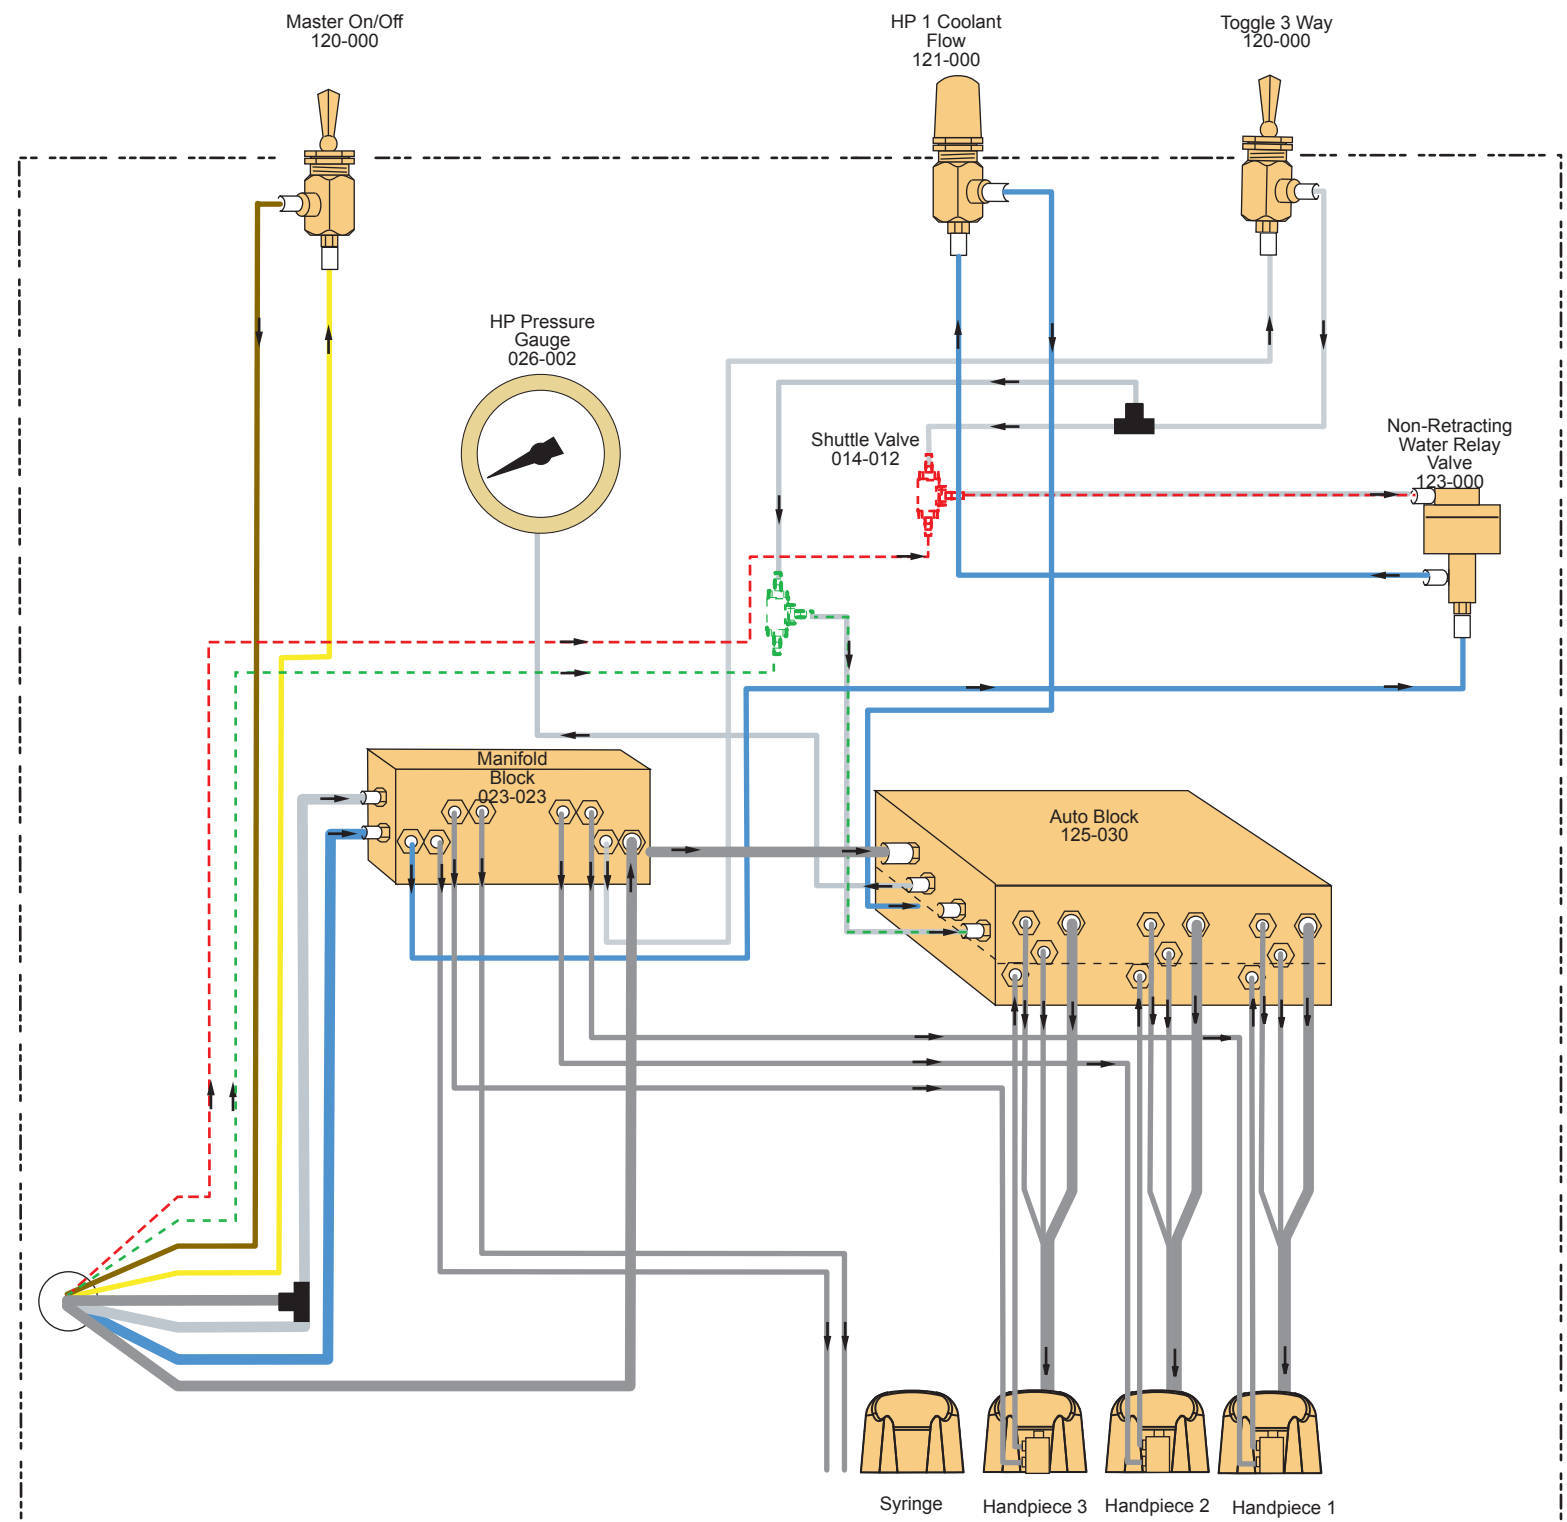 Master On/Off
120-000
HP 1 Coolant
Flow
121-000
Toggle 3 Way
120-000
HP Pressure
Gauge
026-002
Shuttle Valve
014-012
Non-Retracting
Water Relay
Valve
123-000
Manifold
Block
023-023
Auto Block
125-030
Syringe
Handpiece 3
Handpiece 2
Handpiece 1